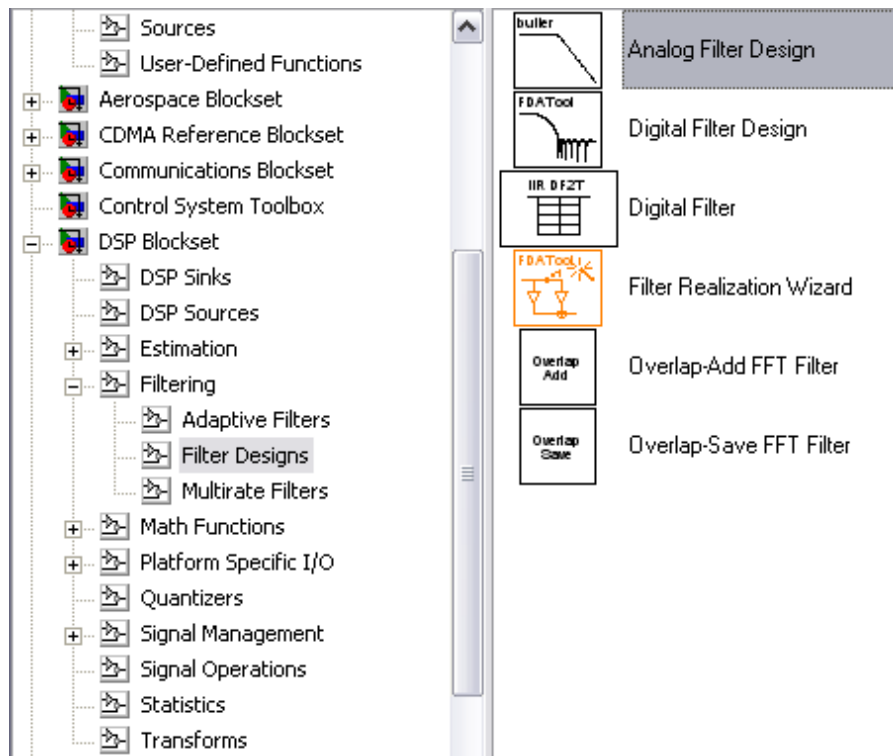 Sources
User-Defined Functions
Aerospace Blockset
CDMA Reference Blockset
Communications Blockset
Control System Toolbox
DSP Blockset
DSP Sinks
DSP Sources
Estimation
Filtering
Adaptive Filters
Filter Designs
Multirate Filters
Math Functions
Platform Specific I/O
Quantizers
Signal Management
Signal Operations
Statistics
Transforms
butter
Analog Filter Design
FDATool
Digital Filter Design
IIR DF2T
Digital Filter
FDATool
Filter Realization Wizard
Overlap
Add
Overlap-Add FFT Filter
Overlap
Save
Overlap-Save FFT Filter